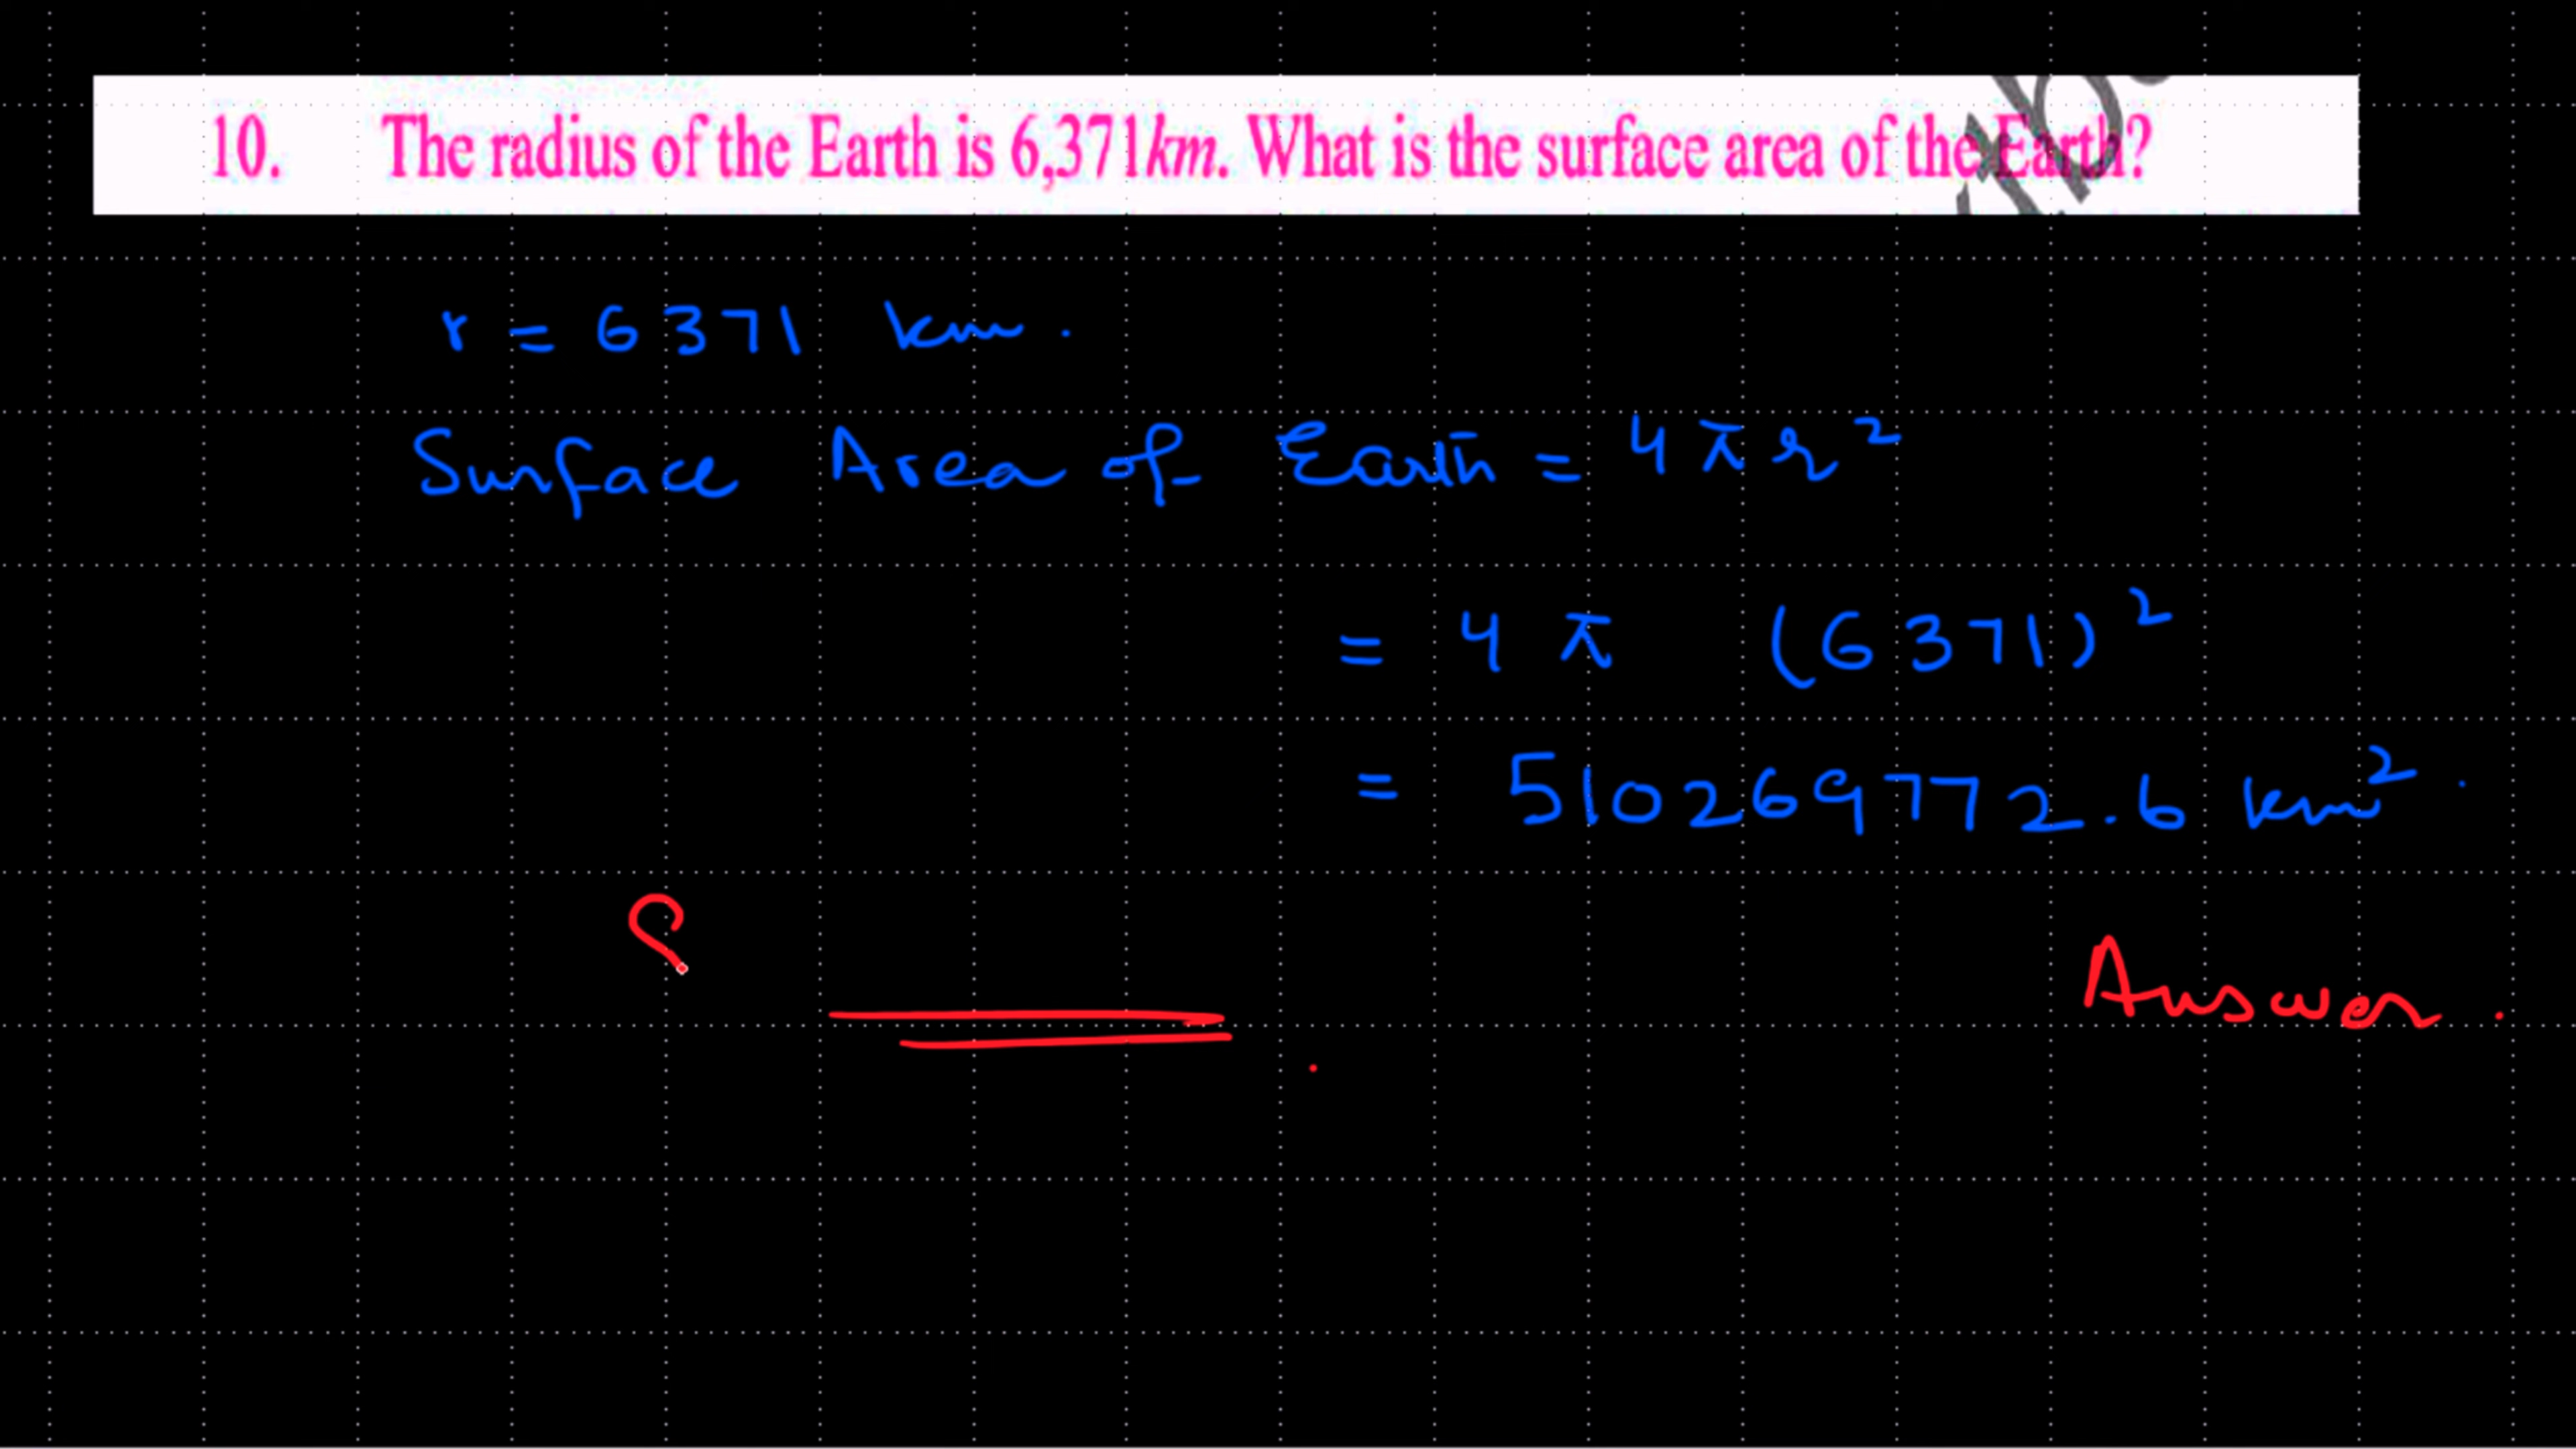 10. The radius of the Earth is 6,371km. What is the surface area of the Earth?
r = 6371 km.
Surface Area of Earth = 4πr²
= 4π (6371)²
= 510269772.6 km².
Answer.